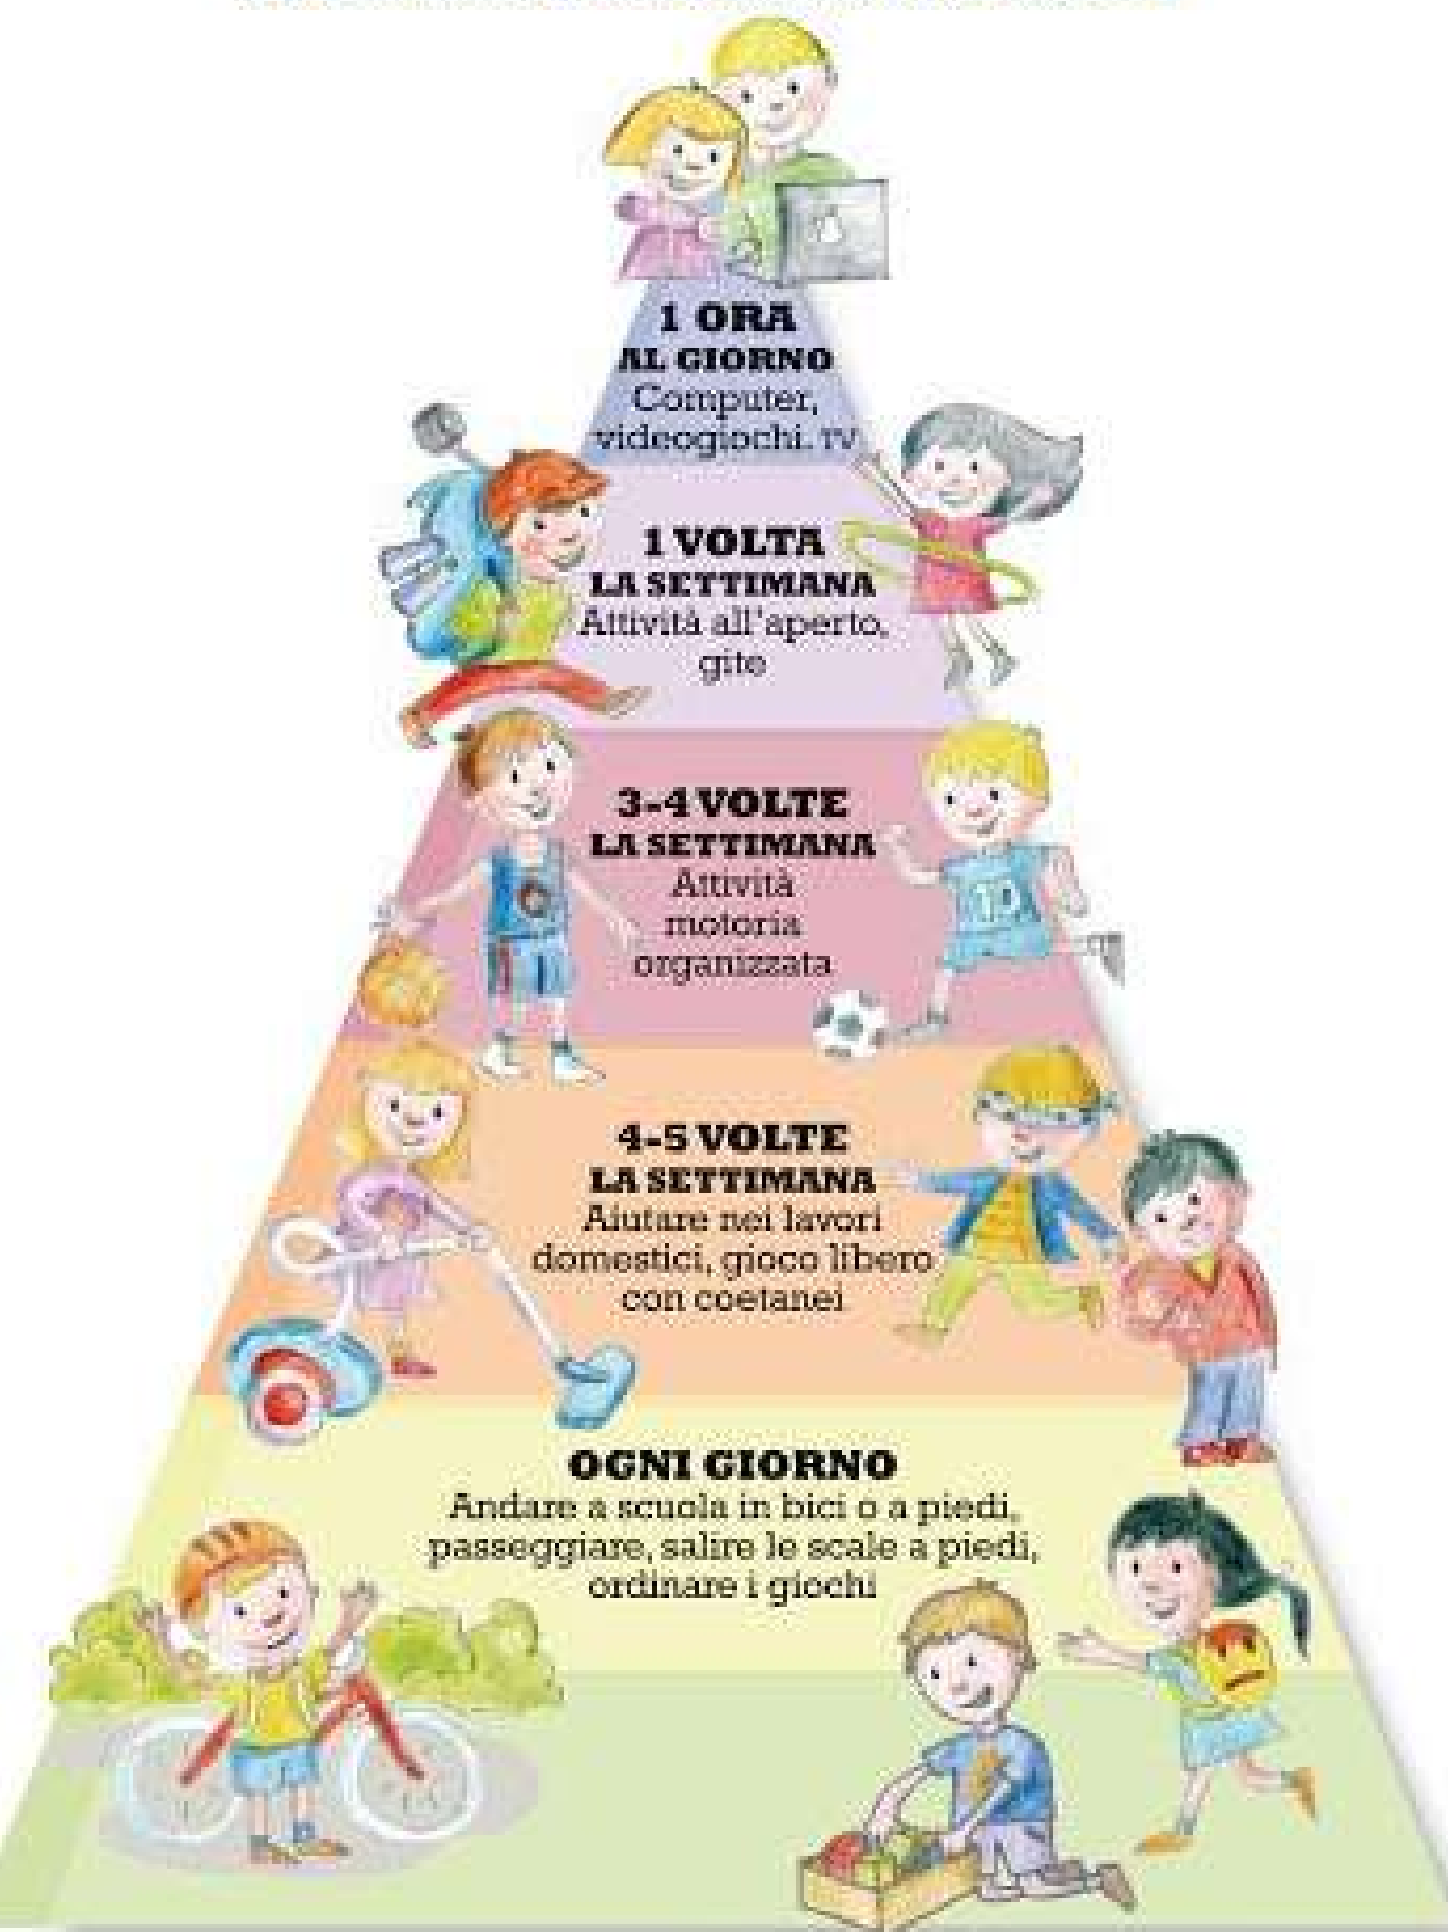 1 ORA
AL GIORNO
Computer,
videogiochi. TV
1 VOLTA
LA SETTIMANA
Attività all'aperto,
gite
3-4 VOLTE
LA SETTIMANA
Attività
motoria
organizzata
10
4-5 VOLTE
LA SETTIMANA
Aiutare nei lavori
domestici, gioco libero
con coetanei
OGNI GIORNO
Andare a scuola in bici o a piedi,
passeggiare, salire le scale a piedi,
ordinare i giochi